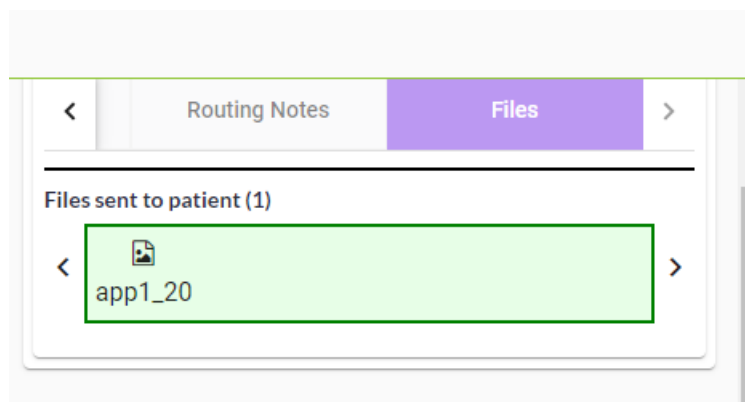 Routing Notes
Files
Files sent to patient (1)
app1_20